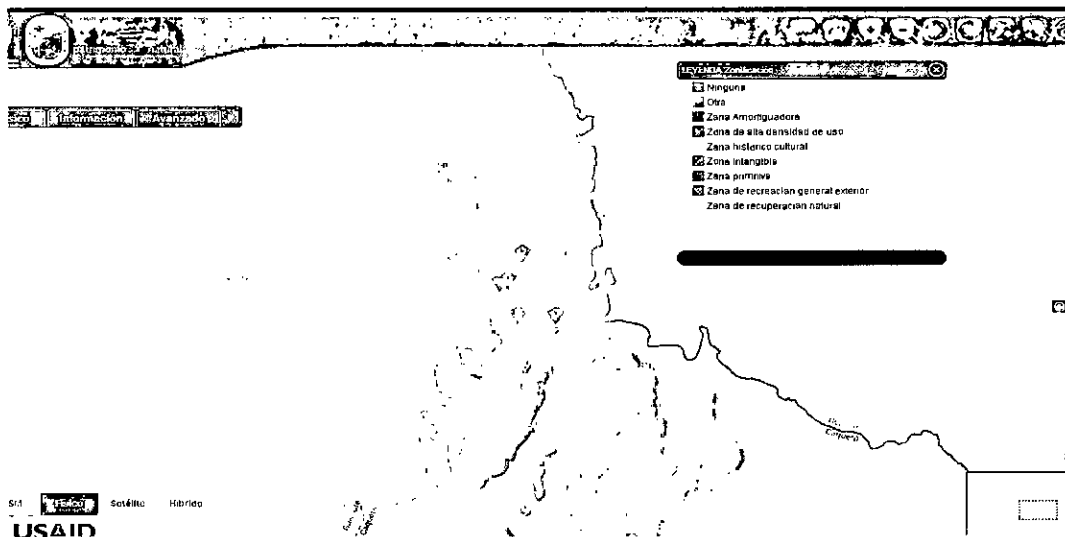 Información
Avanzado
LEYENDA Zonificación
Ninguna
Otra
Zona Amortiguadora
Zona de alta densidad de uso
Zona histórico cultural
Zona Intangible
Zona primitiva
Zona de recreación general exterior
Zona de recuperación natural
Físico
Satélite
Híbrido
USAID